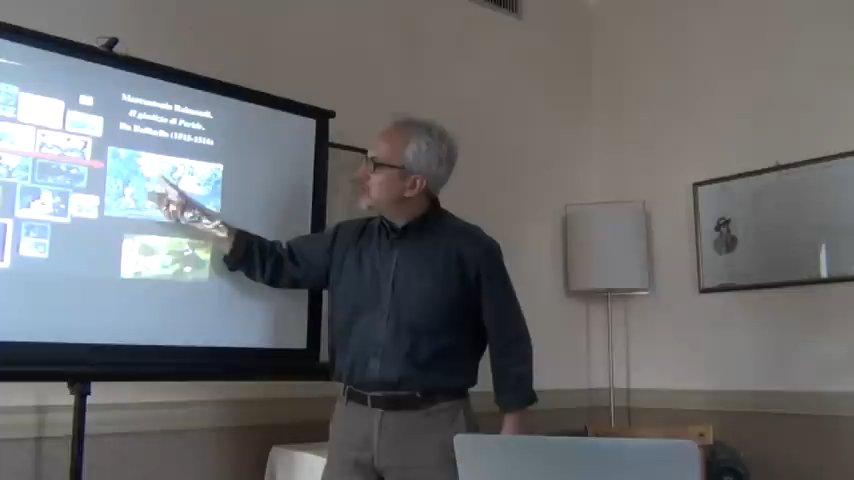 Marcantonio Raimondi,
Il giudizio di Paride,
Da Raffaello (1515-1516)